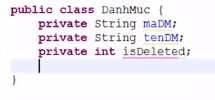 public class DanhMuc {
private String maDM;
private String tenDM;
private int isDeleted;
}